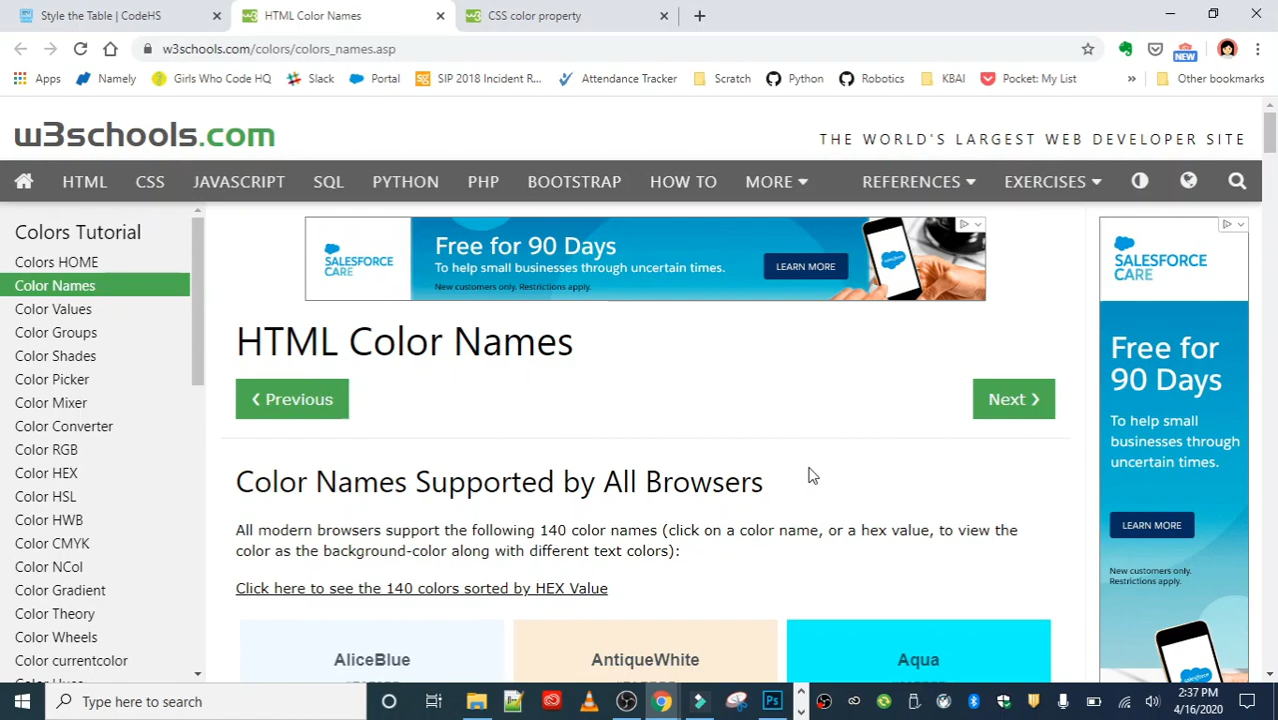 Style the Table | CodeHS
HTML Color Names
CSS color property
w3schools.com/colors/colors_names.asp
NEW
Apps
Namely
Girls Who Code HQ
Slack
Portal
SIP 2018 Incident R...
Attendance Tracker
Scratch
Python
Robotics
KBAI
Pocket: My List
»
Other bookmarks
w3schools.com
THE WORLD'S LARGEST WEB DEVELOPER SITE
HTML
CSS
JAVASCRIPT
SQL
PYTHON
PHP
BOOTSTRAP
HOW TO
MORE
REFERENCES
EXERCISES
Colors Tutorial
Colors HOME
Color Names
Color Values
Color Groups
Color Shades
Color Picker
Color Mixer
Color Converter
Color RGB
Color HEX
Color HSL
Color HWB
Color CMYK
Color NCol
Color Gradient
Color Theory
Color Wheels
Color currentcolor
SALESFORCE
CARE
Free for 90 Days
To help small businesses through uncertain times.
New customers only. Restrictions apply.
LEARN MORE
HTML Color Names
❮ Previous
Next ❯
Color Names Supported by All Browsers
All modern browsers support the following 140 color names (click on a color name, or a hex value, to view the
color as the background-color along with different text colors):
Click here to see the 140 colors sorted by HEX Value
AliceBlue
AntiqueWhite
Aqua
SALESFORCE
CARE
Free for
90 Days
To help small
businesses through
uncertain times.
LEARN MORE
New customers only.
Restrictions apply.
Type here to search
Ps
2:37 PM
4/16/2020